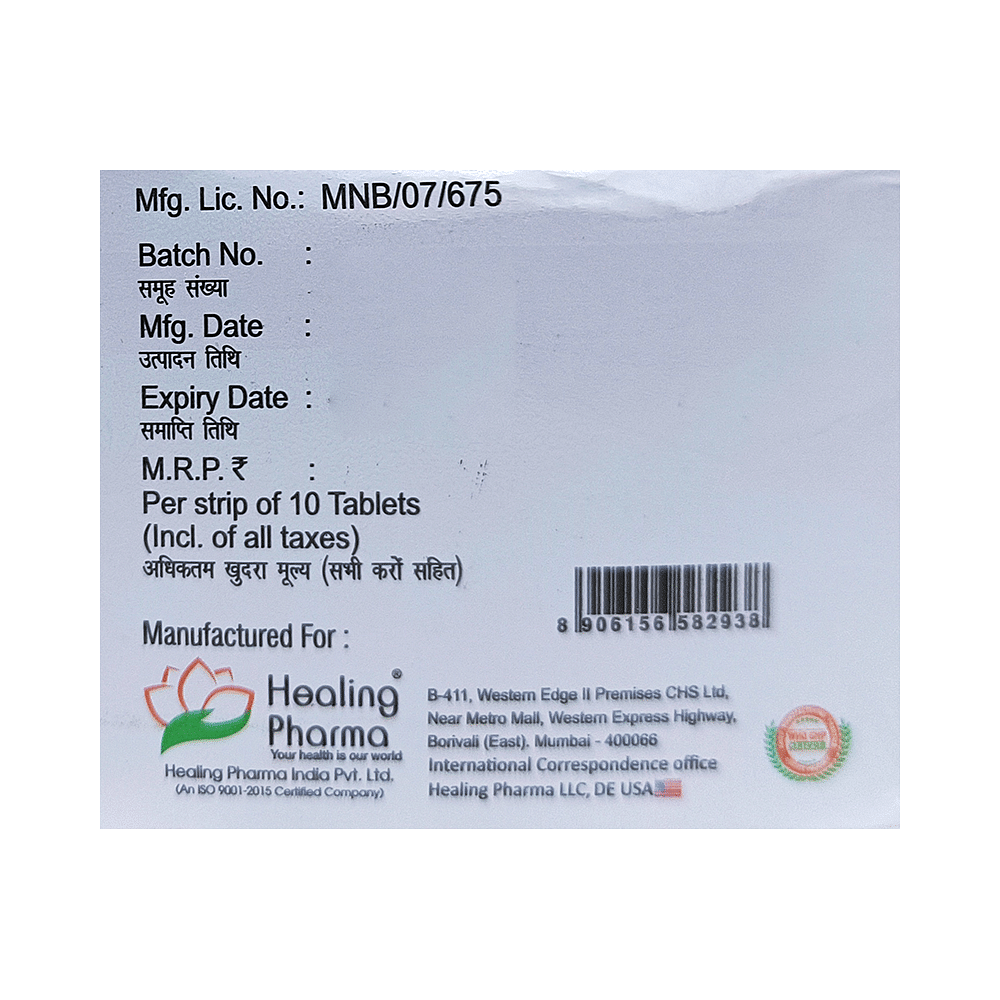 Mfg. Lic. No.: MNB/07/675
Batch No. :
समूह संख्या
Mfg. Date :
उत्पादन तिथि
Expiry Date :
समाप्ति तिथि
M.R.P. ₹ :
Per strip of 10 Tablets
(Incl. of all taxes)
अधिकतम खुदरा मूल्य (सभी करों सहित)
8 906156 582938
Manufactured For :
Healing®
Pharma
Your health is our world
Healing Pharma India Pvt. Ltd.
(An ISO 9001-2015 Certified Company)
B-411, Western Edge II Premises CHS Ltd,
Near Metro Mall, Western Express Highway,
Borivali (East). Mumbai - 400066
International Correspondence office
Healing Pharma LLC, DE USA
WHO GMP
CERTIFIED